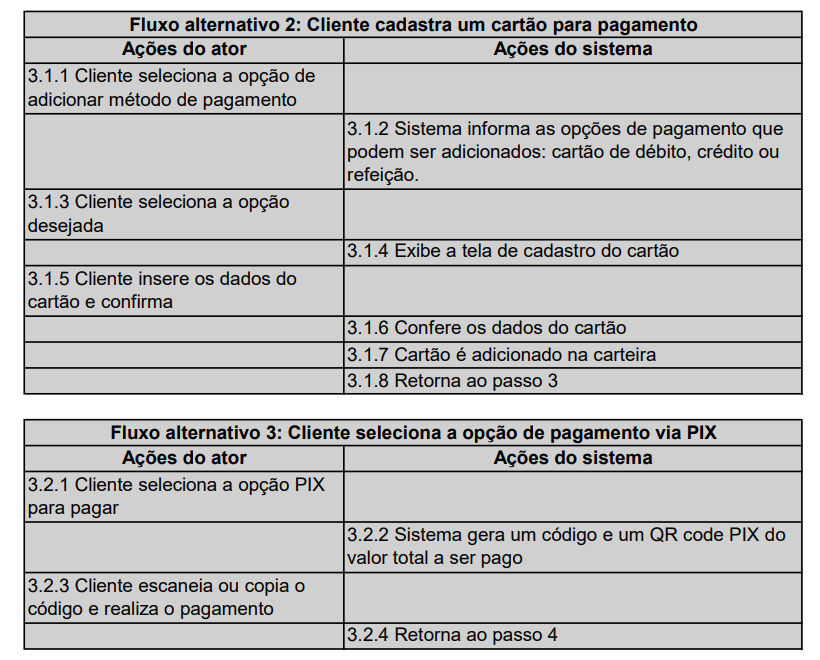 Fluxo alternativo 2: Cliente cadastra um cartão para pagamento
Ações do ator
Ações do sistema
3.1.1 Cliente seleciona a opção de
adicionar método de pagamento
3.1.2 Sistema informa as opções de pagamento que
podem ser adicionados: cartão de débito, crédito ou
refeição.
3.1.3 Cliente seleciona a opção
desejada
3.1.4 Exibe a tela de cadastro do cartão
3.1.5 Cliente insere os dados do
cartão e confirma
3.1.6 Confere os dados do cartão
3.1.7 Cartão é adicionado na carteira
3.1.8 Retorna ao passo 3
Fluxo alternativo 3: Cliente seleciona a opção de pagamento via PIX
Ações do ator
Ações do sistema
3.2.1 Cliente seleciona a opção PIX
para pagar
3.2.2 Sistema gera um código e um QR code PIX do
valor total a ser pago
3.2.3 Cliente escaneia ou copia o
código e realiza o pagamento
3.2.4 Retorna ao passo 4